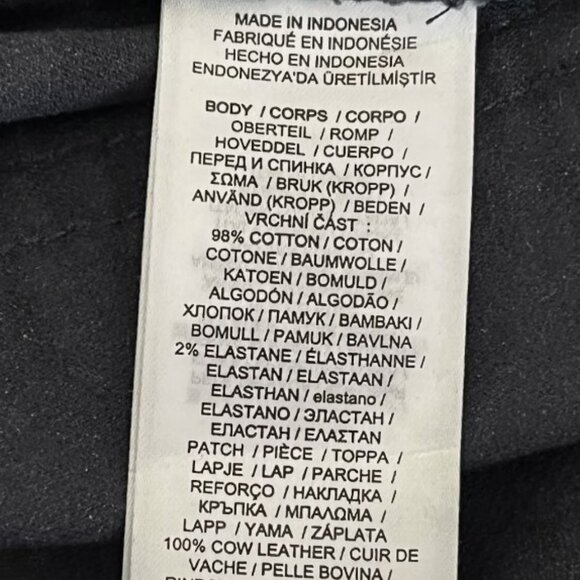 MADE IN INDONESIA
FABRIQUÉ EN INDONÉSIE
HECHO EN INDONESIA
ENDONEZYA'DA ÜRETİLMİŞTİR
BODY / CORPS / CORPO /
OBERTEIL / ROMP /
HOVEDDEL / CUERPO /
ПЕРЕД И СПИНКА / КОРПУС /
ΣΩΜΑ / BRUK (KROPP) /
ANVÄND (KROPP) / BEDEN /
VRCHNÍ ČÁST :
98% COTTON / COTON /
COTONE / BAUMWOLLE /
KATOEN / BOMULD /
ALGODÓN / ALGODÃO /
ХЛОПОК / ПАМУК / BAMBAKI /
BOMULL / PAMUK / BAVLNA
2% ELASTANE / ÉLASTHANNE /
ELASTAN / ELASTAAN /
ELASTHAN / elastano /
ELASTANO / ЭЛАСТАН /
ЕЛАСТАН / ΕΛΑΣΤΑΝ
PATCH / PIÈCE / TOPPA /
LAPJE / LAP / PARCHE /
REFORÇO / НАКЛАДКА /
КРЪПКА / ΜΠΑΛΩΜΑ /
LAPP / YAMA / ZÁPLATA
100% COW LEATHER / CUIR DE
VACHE / PELLE BOVINA /